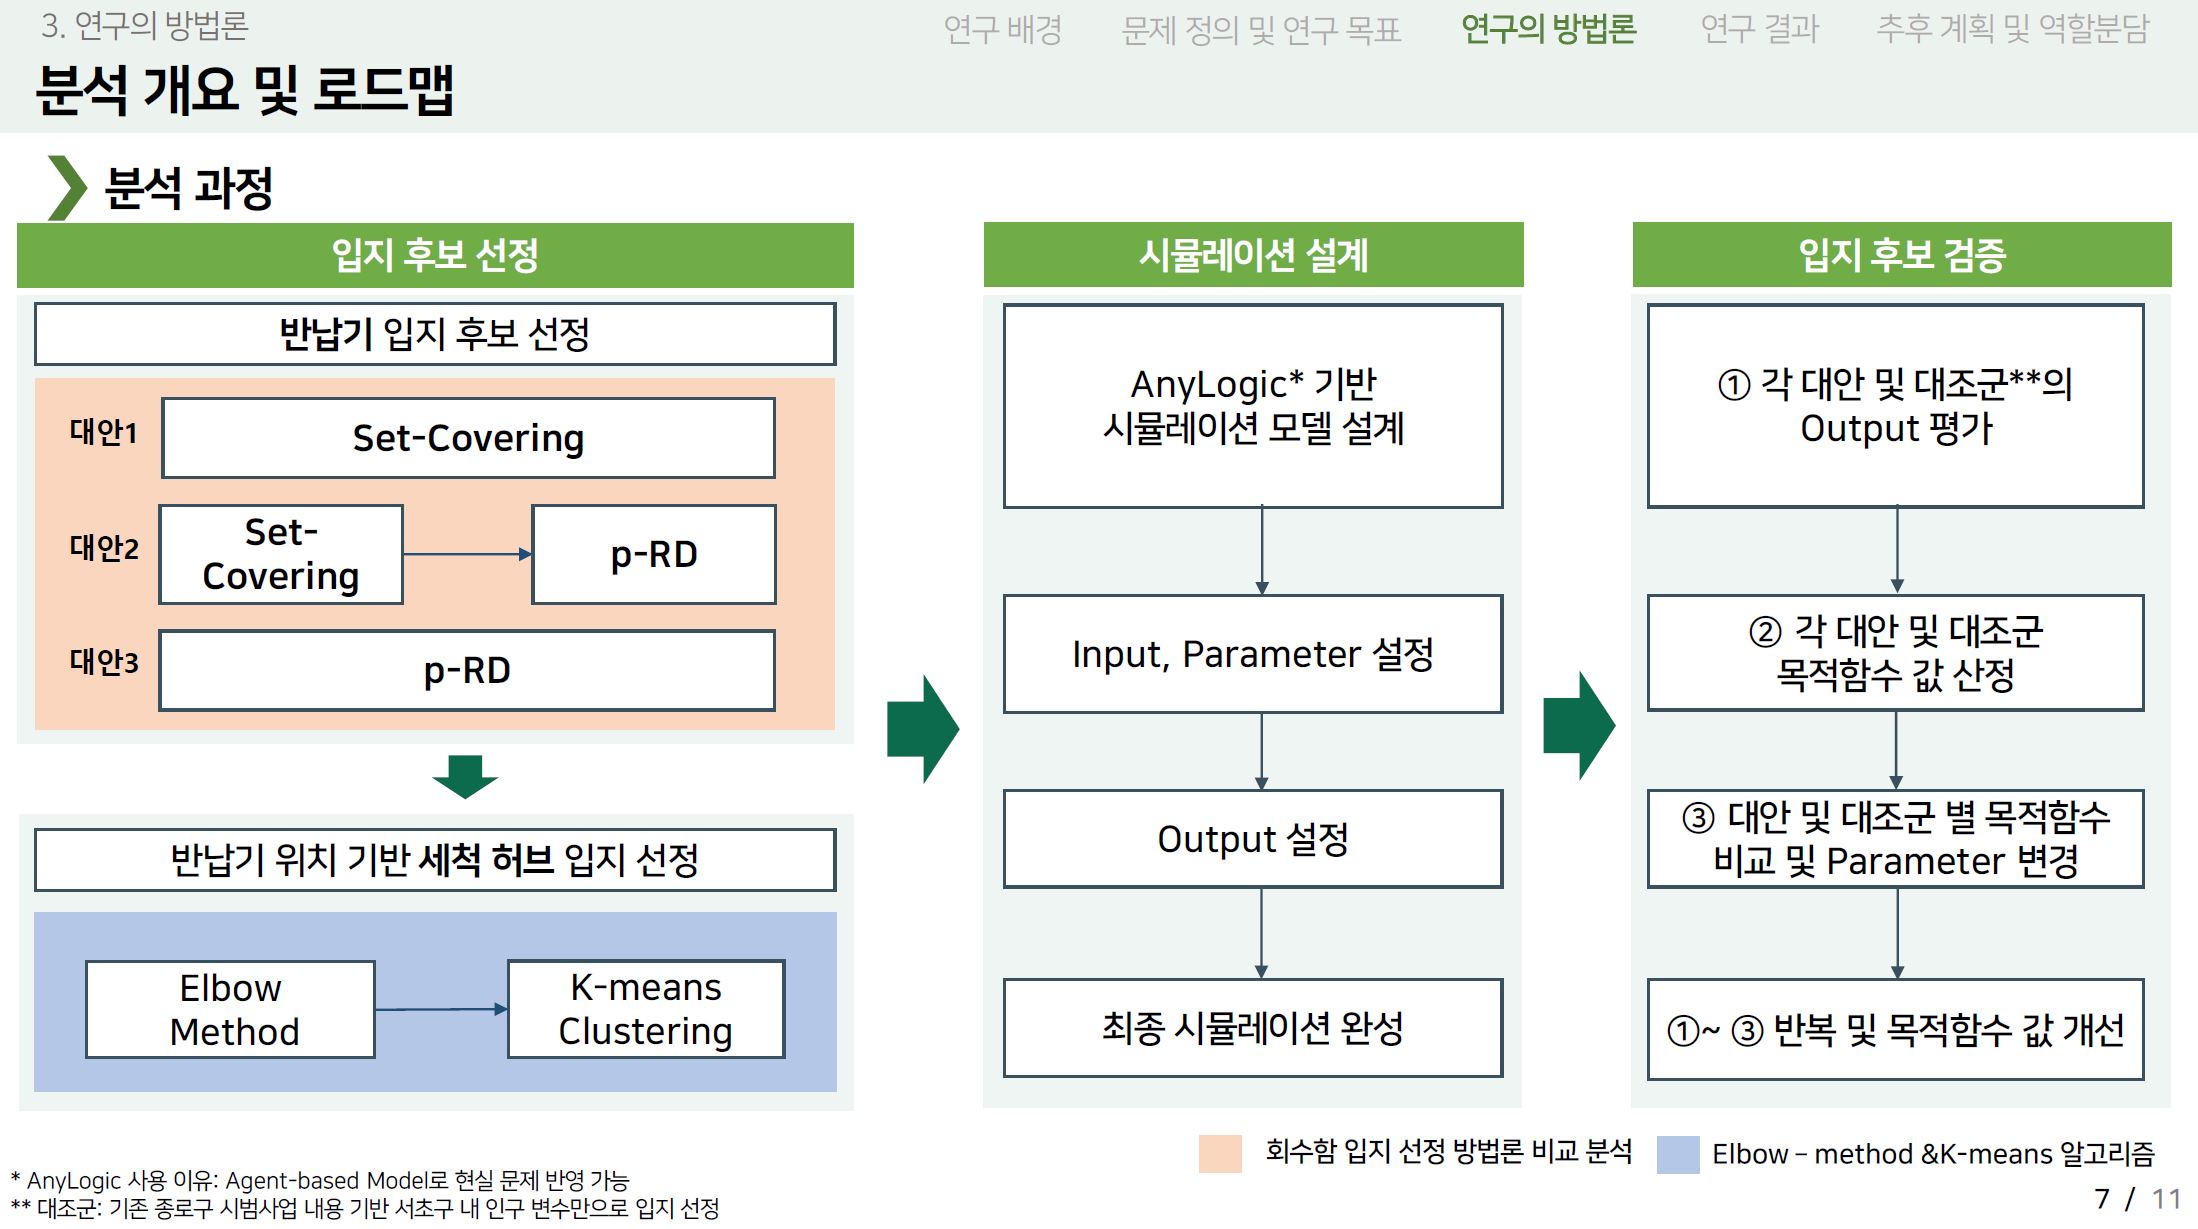 3. 연구의 방법론
연구 배경
문제 정의 및 연구 목표
연구의 방법론
연구 결과
추후 계획 및 역할분담
분석 개요 및 로드맵
분석 과정
입지 후보 선정
반납기 입지 후보 선정
대안1
Set-Covering
대안2
Set-
Covering
p-RD
대안3
p-RD
반납기 위치 기반 세척 허브 입지 선정
Elbow
Method
K-means
Clustering
시뮬레이션 설계
AnyLogic* 기반
시뮬레이션 모델 설계
Input, Parameter 설정
Output 설정
최종 시뮬레이션 완성
입지 후보 검증
① 각 대안 및 대조군**의
Output 평가
② 각 대안 및 대조군
목적함수 값 산정
③ 대안 및 대조군 별 목적함수
비교 및 Parameter 변경
①~ ③ 반복 및 목적함수 값 개선
회수함 입지 선정 방법론 비교 분석
Elbow – method &K-means 알고리즘
* AnyLogic 사용 이유: Agent-based Model로 현실 문제 반영 가능
** 대조군: 기존 종로구 시범사업 내용 기반 서초구 내 인구 변수만으로 입지 선정
7 / 11